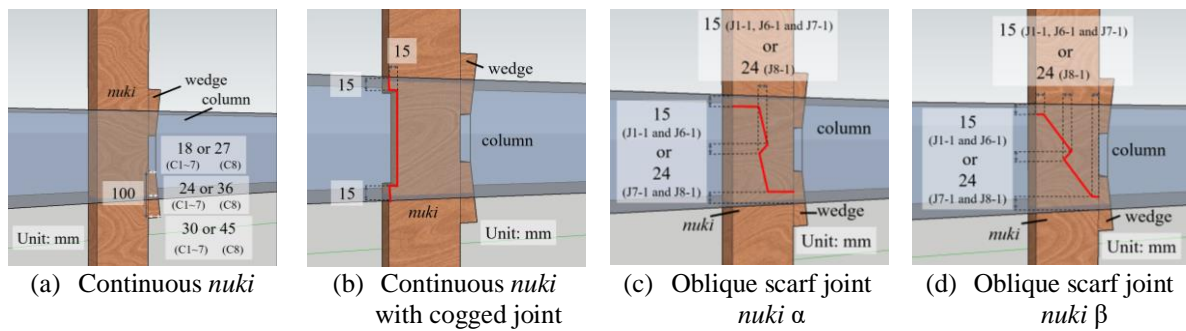 nuki
wedge
column
18 or 27
(C1~7) (C8)
100
24 or 36
(C1~7) (C8)
30 or 45
(C1~7) (C8)
Unit: mm
(a) Continuous nuki
15
15
wedge
column
15
nuki
Unit: mm
(b) Continuous nuki
with cogged joint
15 (J1-1, J6-1 and J7-1)
or
24 (J8-1)
15
(J1-1 and J6-1)
or
24
(J7-1 and J8-1)
column
nuki
wedge
Unit: mm
(c) Oblique scarf joint
nuki α
15 (J1-1, J6-1 and J7-1)
or
24 (J8-1)
15
(J1-1 and J6-1)
or
24
(J7-1 and J8-1)
column
wedge
nuki
Unit: mm
(d) Oblique scarf joint
nuki β